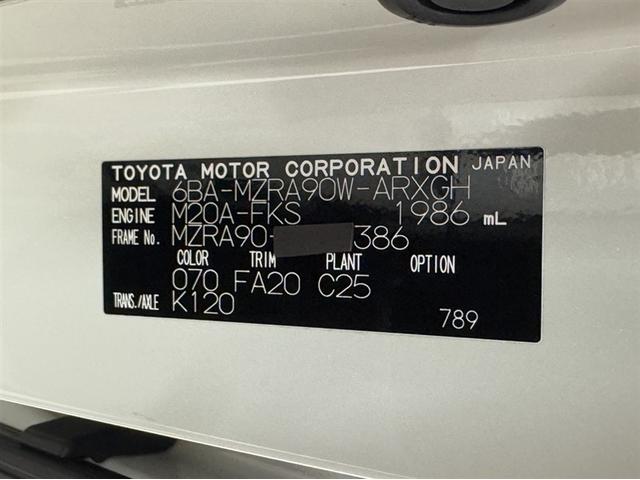 TOYOTA MOTOR CORPORATION JAPAN
MODEL 6BA-MZRA90W-ARXGH
ENGINE M20A-FKS 1986 mL
FRAME No. MZRA90- 386
COLOR TRIM PLANT OPTION
070 FA20 C25
TRANS./AXLE K120
789